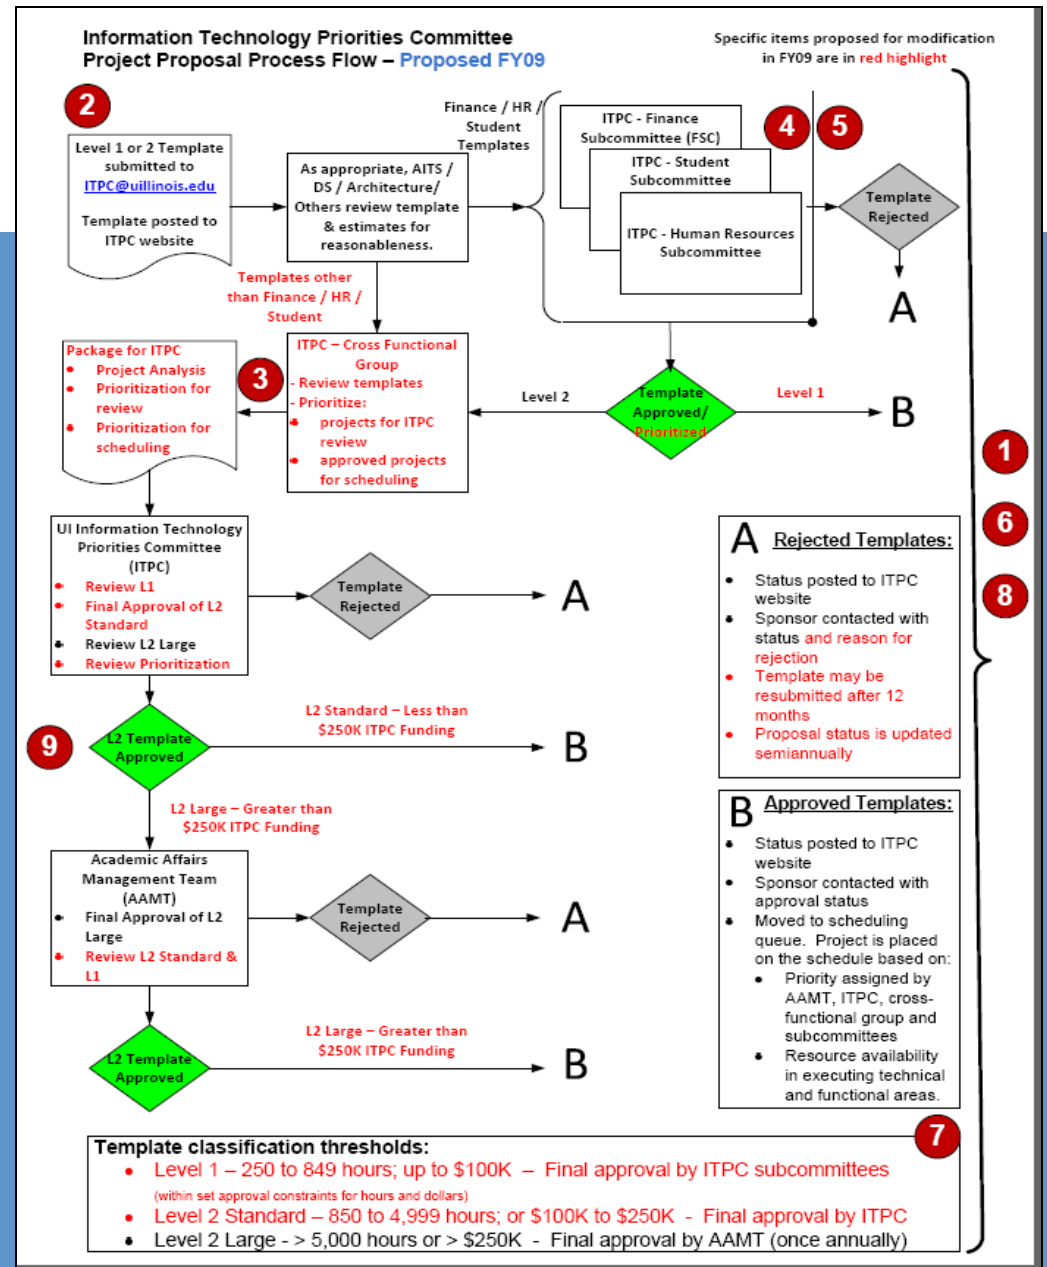 Information Technology Priorities Committee
Project Proposal Process Flow – Proposed FY09
Specific items proposed for modification
in FY09 are in red highlight
2
Level 1 or 2 Template
submitted to
ITPC@uillinois.edu
Template posted to
ITPC website
As appropriate, AITS /
DS / Architecture/
Others review template
& estimates for
reasonableness.
Finance / HR /
Student
Templates
ITPC - Finance
Subcommittee (FSC)
ITPC - Student
Subcommittee
ITPC - Human Resources
Subcommittee
4
5
Template
Rejected
A
Templates other
than Finance / HR /
Student
Package for ITPC
• Project Analysis
• Prioritization for
review
• Prioritization for
scheduling
3
ITPC – Cross Functional
Group
- Review templates
- Prioritize:
• projects for ITPC
review
• approved projects
for scheduling
Level 2
Template
Approved/
Prioritized
Level 1
B
1
6
8
UI Information Technology
Priorities Committee
(ITPC)
• Review L1
• Final Approval of L2
Standard
• Review L2 Large
• Review Prioritization
Template
Rejected
A
A Rejected Templates:
• Status posted to ITPC
website
• Sponsor contacted with
status and reason for
rejection
• Template may be
resubmitted after 12
months
• Proposal status is updated
semiannually
9
L2 Template
Approved
L2 Standard – Less than
$250K ITPC Funding
B
L2 Large – Greater than
$250K ITPC Funding
B Approved Templates:
• Status posted to ITPC
website
• Sponsor contacted with
approval status
• Moved to scheduling
queue. Project is placed
on the schedule based on:
• Priority assigned by
AAMT, ITPC, cross-
functional group and
subcommittees
• Resource availability
in executing technical
and functional areas.
Academic Affairs
Management Team
(AAMT)
• Final Approval of L2
Large
• Review L2 Standard &
L1
Template
Rejected
A
L2 Template
Approved
L2 Large – Greater than
$250K ITPC Funding
B
7
Template classification thresholds:
• Level 1 – 250 to 849 hours; up to $100K – Final approval by ITPC subcommittees
(within set approval constraints for hours and dollars)
• Level 2 Standard – 850 to 4,999 hours; or $100K to $250K - Final approval by ITPC
• Level 2 Large - > 5,000 hours or > $250K - Final approval by AAMT (once annually)